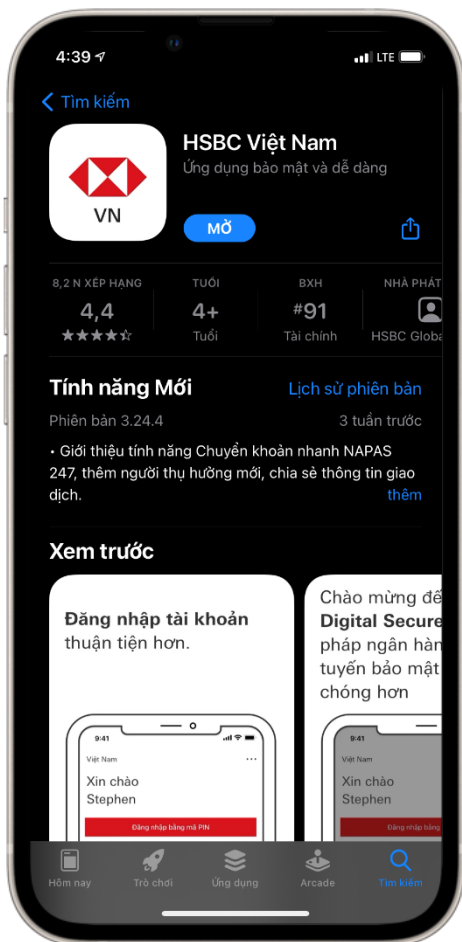 4:39
LTE
Tìm kiếm
VN
HSBC Việt Nam
Ứng dụng bảo mật và dễ dàng
MỞ
8,2 N XẾP HẠNG
4,4
TUỔI
4+
Tuổi
BXH
#91
Tài chính
NHÀ PHÁT
HSBC Globa
Tính năng Mới
Lịch sử phiên bản
Phiên bản 3.24.4
3 tuần trước
• Giới thiệu tính năng Chuyển khoản nhanh NAPAS
247, thêm người thụ hưởng mới, chia sẻ thông tin giao
dịch.
thêm
Xem trước
Đăng nhập tài khoản
thuận tiện hơn.
9:41
Việt Nam
Xin chào
Stephen
Đăng nhập bằng mã PIN
Chào mừng đế
Digital Secure
pháp ngân hàn
tuyến bảo mật
chóng hơn
9:41
Việt Nam
Xin chào
Stephen
Đăng nhập bằng
Hôm nay
Trò chơi
Ứng dụng
Arcade
Tìm kiếm